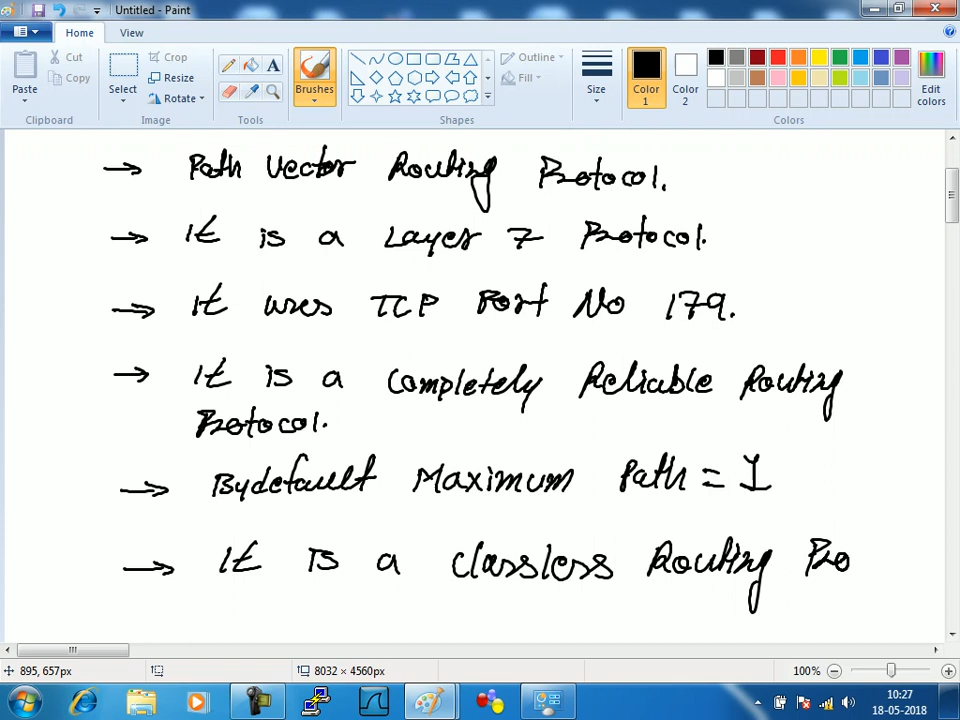 Untitled - Paint
Home View
Cut
Copy
Paste
Clipboard
Select
Crop
Resize
Rotate
Image
Tools
Brushes
Shapes
Outline
Fill
Size
Color 1
Color 2
Colors
Edit colors
→ Path Vector Routing Protocol.
→ It is a Layer 7 Protocol.
→ It uses TCP Port No 179.
→ It is a Completely Reliable Routing
Protocol.
→ Bydefault Maximum Path = 1
→ It is a classless Routing Pro
895, 657px
8032 × 4560px
100%
10:27
18-05-2018